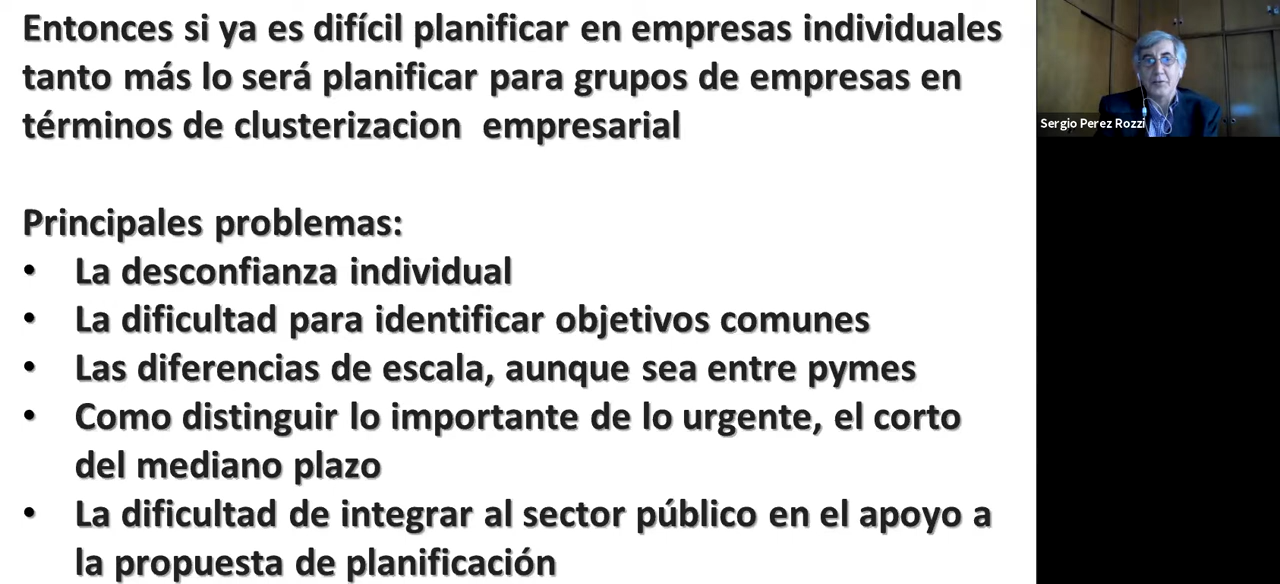 Entonces si ya es difícil planificar en empresas individuales
tanto más lo será planificar para grupos de empresas en
términos de clusterizacion empresarial
Principales problemas:
• La desconfianza individual
• La dificultad para identificar objetivos comunes
• Las diferencias de escala, aunque sea entre pymes
• Como distinguir lo importante de lo urgente, el corto
del mediano plazo
• La dificultad de integrar al sector público en el apoyo a
la propuesta de planificación
Sergio Perez Rozzi